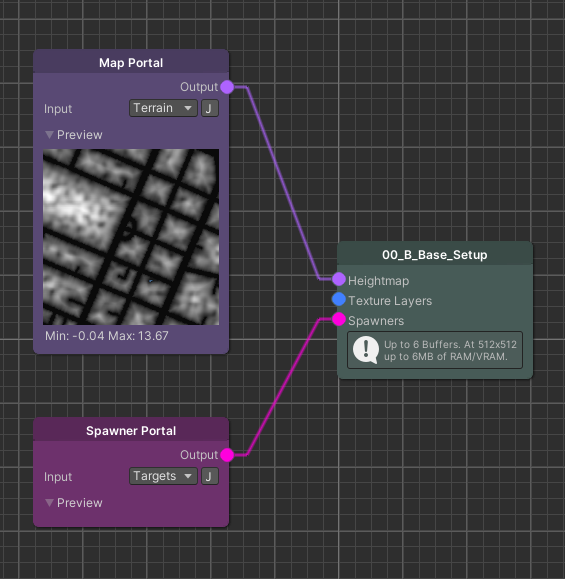 Map Portal
Output
Input Terrain J
Preview
Min: -0.04 Max: 13.67
00_B_Base_Setup
Heightmap
Texture Layers
Spawners
Up to 6 Buffers. At 512x512
up to 6MB of RAM/VRAM.
Spawner Portal
Output
Input Targets J
Preview